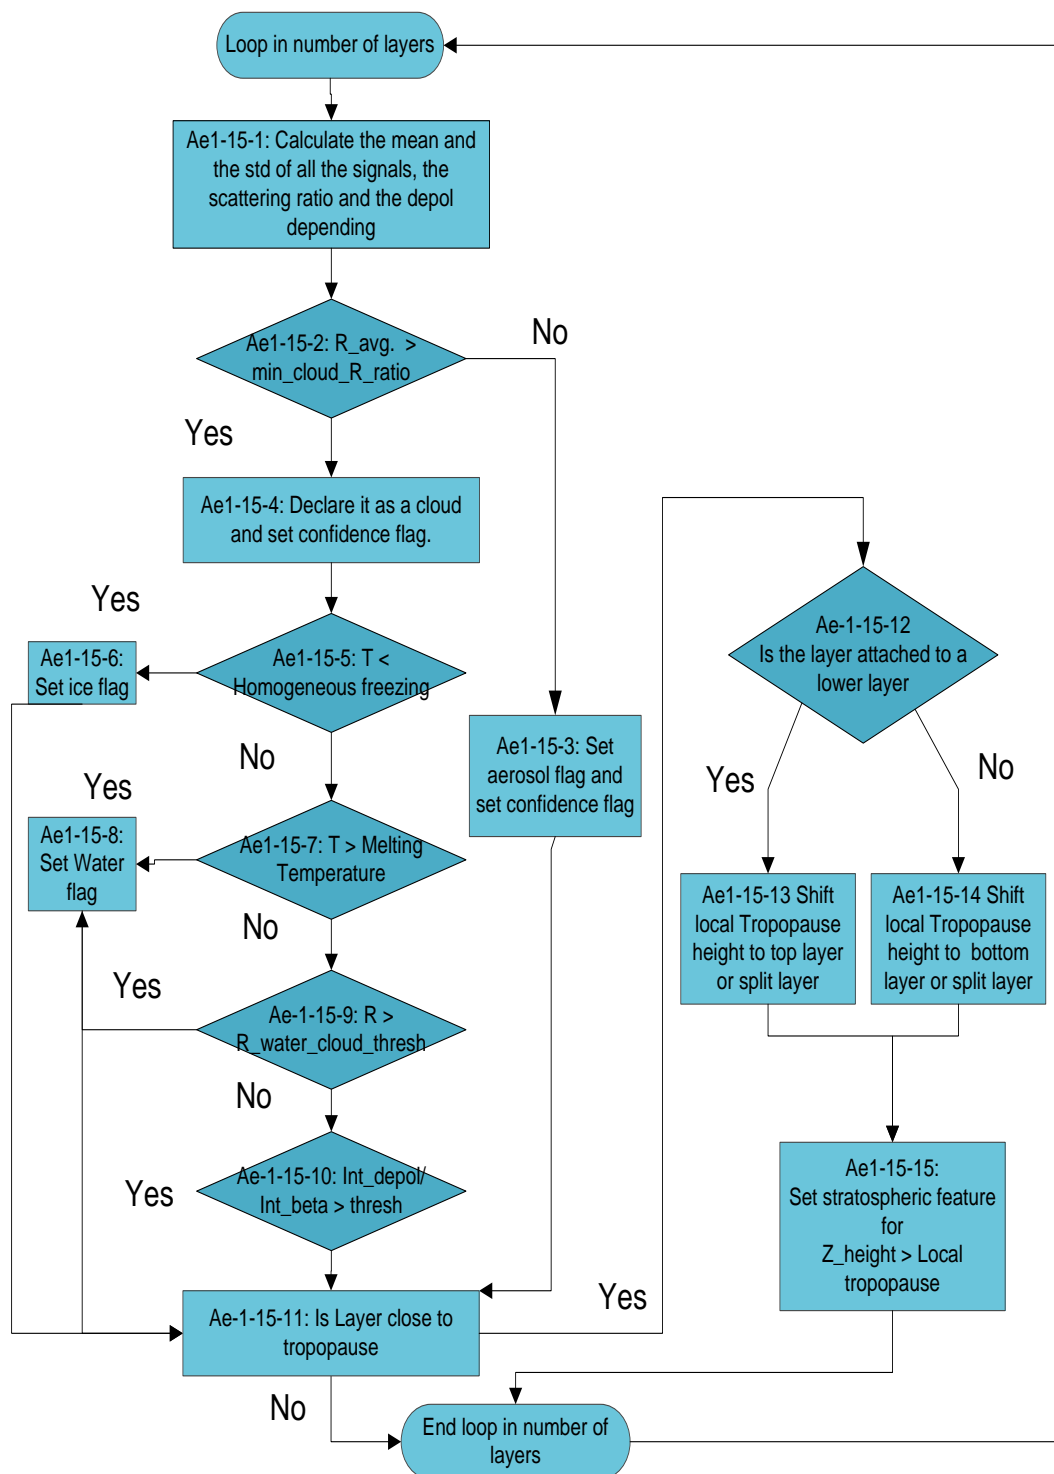 Loop in number of layers
Ae1-15-1: Calculate the mean and
the std of all the signals, the
scattering ratio and the depol
depending
Ae1-15-2: R_avg. >
min_cloud_R_ratio
No
Yes
Ae1-15-4: Declare it as a cloud
and set confidence flag.
Yes
Ae1-15-6:
Set ice flag
Ae1-15-5: T <
Homogeneous freezing
No
Ae1-15-3: Set
aerosol flag and
set confidence flag
Yes
Ae1-15-8:
Set Water
flag
Ae1-15-7: T > Melting
Temperature
No
Yes
Ae-1-15-9: R >
R_water_cloud_thresh
No
Yes
Ae-1-15-10: Int_depol/
Int_beta > thresh
Ae-1-15-11: Is Layer close to
tropopause
Yes
No
Ae-1-15-12
Is the layer attached to a
lower layer
Yes
No
Ae1-15-13 Shift
local Tropopause
height to top layer
or split layer
Ae1-15-14 Shift
local Tropopause
height to bottom
layer or split layer
Ae1-15-15:
Set stratospheric feature
for
Z_height > Local
tropopause
End loop in number of
layers